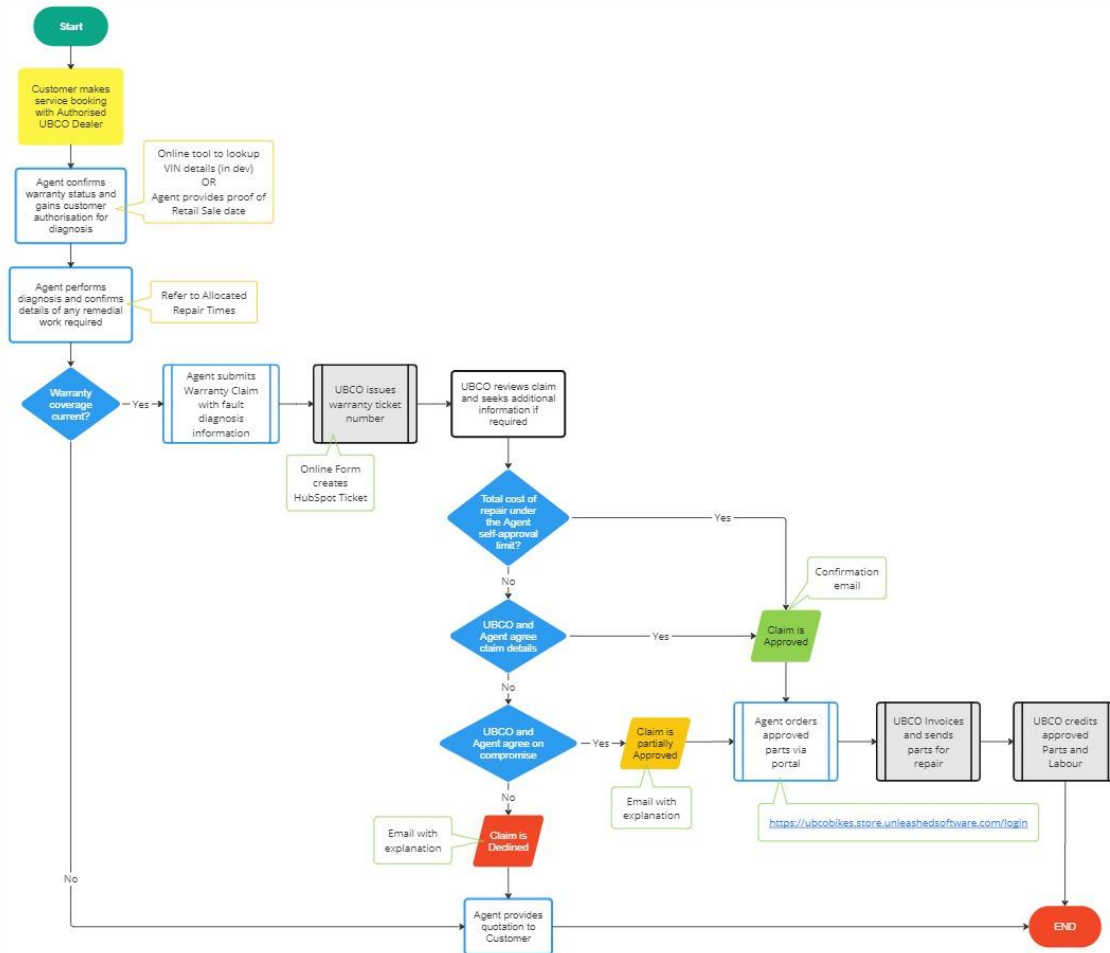 Start
Customer makes
service booking
with Authorised
UBCO Dealer
Online tool to lookup
VIN details (in dev)
OR
Agent provides proof of
Retail Sale date
Agent confirms
warranty status and
gains customer
authorisation for
diagnosis
Agent performs
diagnosis and confirms
details of any remedial
work required
Refer to Allocated
Repair Times
Warranty
coverage
current?
Yes
Agent submits
Warranty Claim
with fault
diagnosis
information
UBCO issues
warranty ticket
number
UBCO reviews claim
and seeks additional
information if
required
Online Form
creates
HubSpot Ticket
Total cost of
repair under
the Agent
self-approval
limit?
Yes
No
Confirmation
email
UBCO and
Agent agree
claim details
Yes
Claim is
Approved
No
UBCO and
Agent agree on
compromise
Yes
Claim is
partially
Approved
Agent orders
approved
parts via
portal
UBCO Invoices
and sends
parts for
repair
UBCO credits
approved
Parts and
Labour
No
Email with
explanation
https://ubcobikes.store.unleashedsoftware.com/login
Email with
explanation
Claim is
Declined
No
Agent provides
quotation to
Customer
END